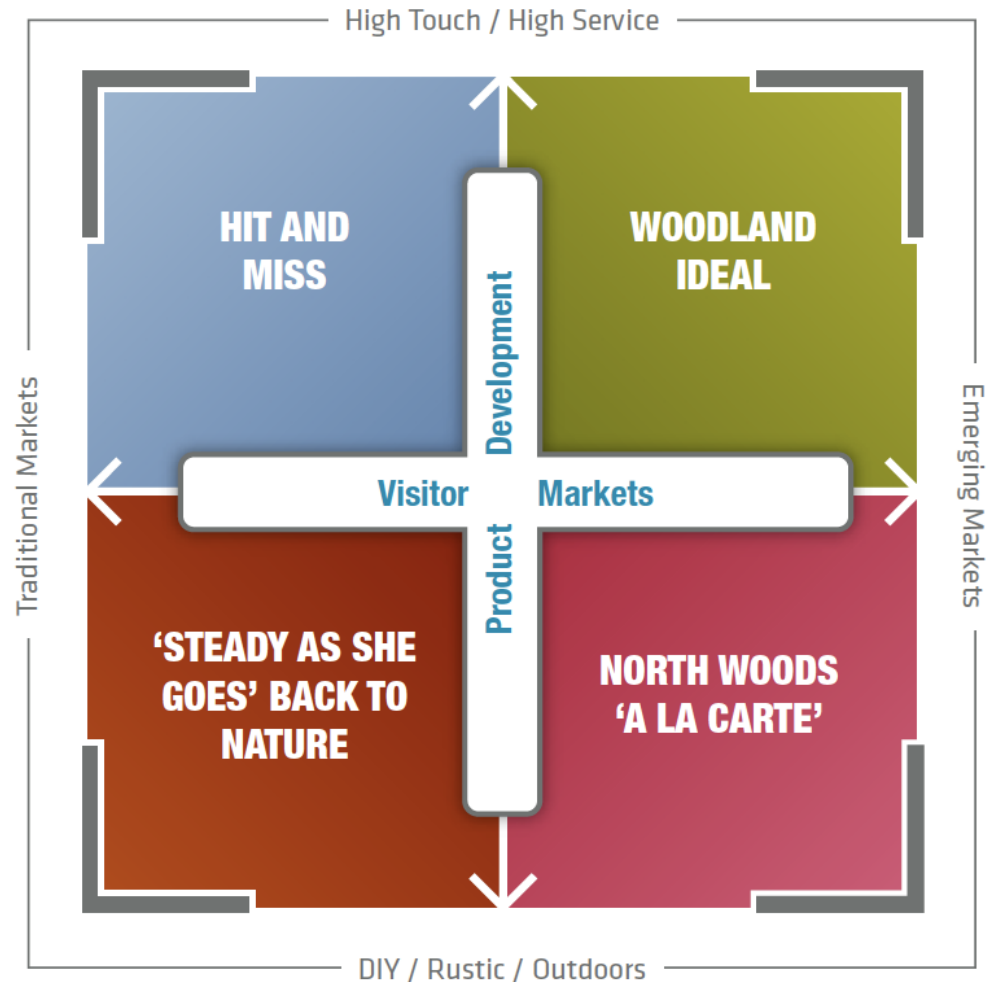 High Touch / High Service
HIT AND
MISS
WOODLAND
IDEAL
Traditional Markets
Product Development
Visitor Markets
Emerging Markets
‘STEADY AS SHE
GOES’ BACK TO
NATURE
NORTH WOODS
‘A LA CARTE’
DIY / Rustic / Outdoors